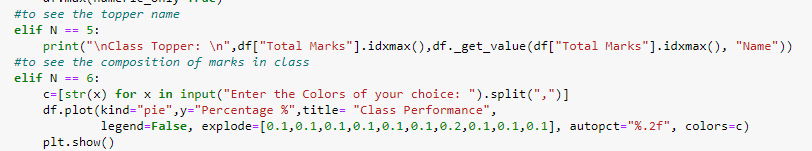 df.max(numeric_only=True)
#to see the topper name
elif N == 5:
print("\nClass Topper: \n",df["Total Marks"].idxmax(),df._get_value(df["Total Marks"].idxmax(), "Name"))
#to see the composition of marks in class
elif N == 6:
c=[str(x) for x in input("Enter the Colors of your choice: ").split(",")]
df.plot(kind="pie",y="Percentage %",title= "Class Performance",
legend=False, explode=[0.1,0.1,0.1,0.1,0.1,0.1,0.2,0.1,0.1,0.1], autopct="%.2f", colors=c)
plt.show()